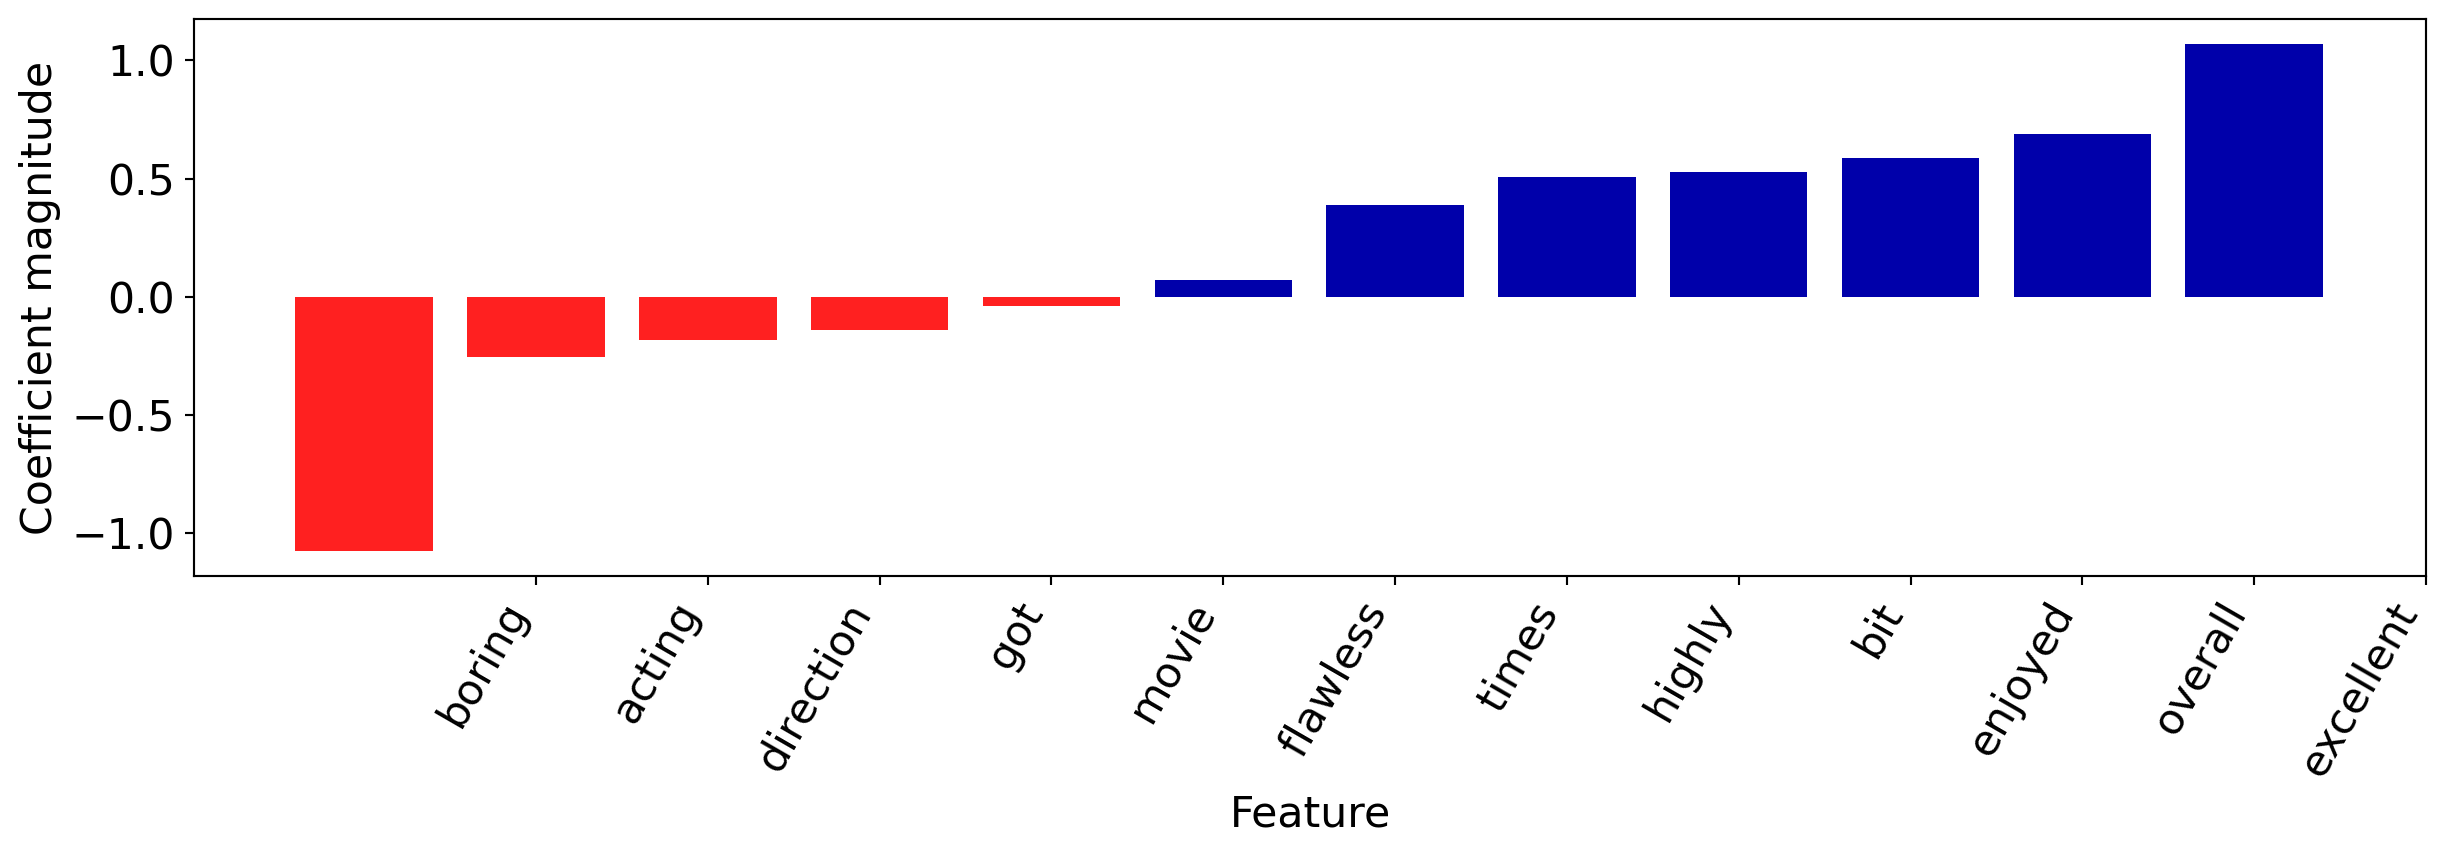 Coefficient magnitude
1.0
0.5
0.0
−0.5
−1.0
boring
acting
direction
got
movie
flawless
times
highly
bit
enjoyed
overall
excellent
Feature